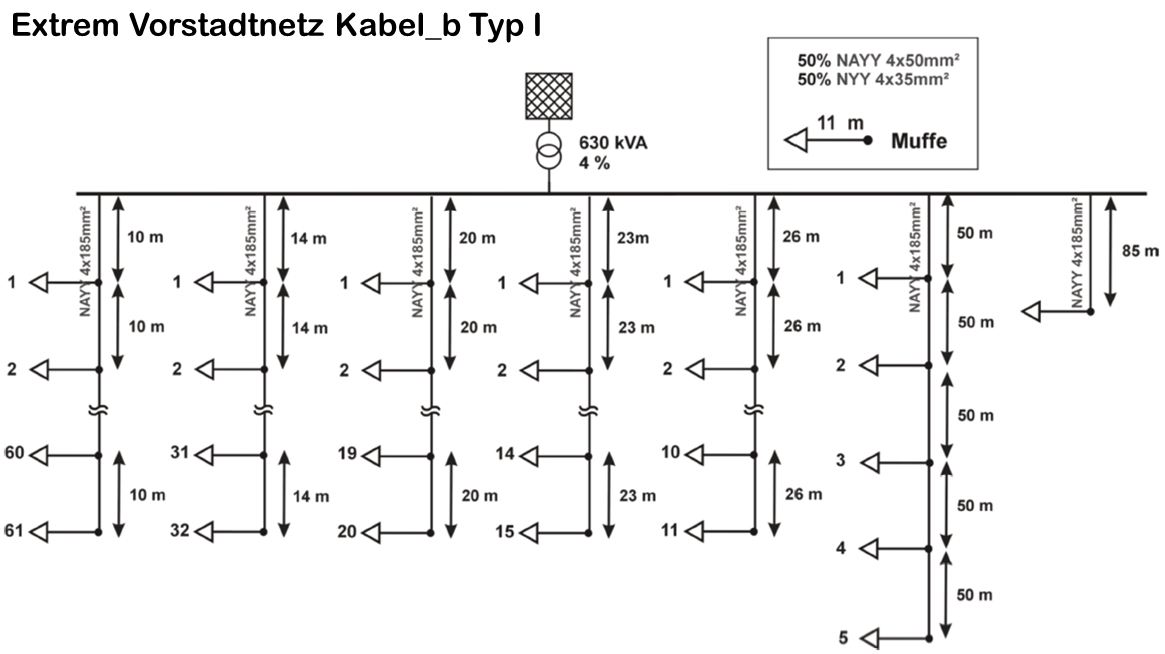 Extrem Vorstadtnetz Kabel_b Typ I
50% NAYY 4x50mm²
50% NYY 4x35mm²
11 m
Muffe
630 kVA
4 %
NAYY 4x185mm²
10 m
1
10 m
2
60
10 m
61
NAYY 4x185mm²
14 m
1
14 m
2
31
14 m
32
NAYY 4x185mm²
20 m
1
20 m
2
19
20 m
20
NAYY 4x185mm²
23m
1
23 m
2
14
23 m
15
NAYY 4x185mm²
26 m
1
26 m
2
10
26 m
11
NAYY 4x185mm²
50 m
1
50 m
2
50 m
3
50 m
4
50 m
5
NAYY 4x185mm²
85 m